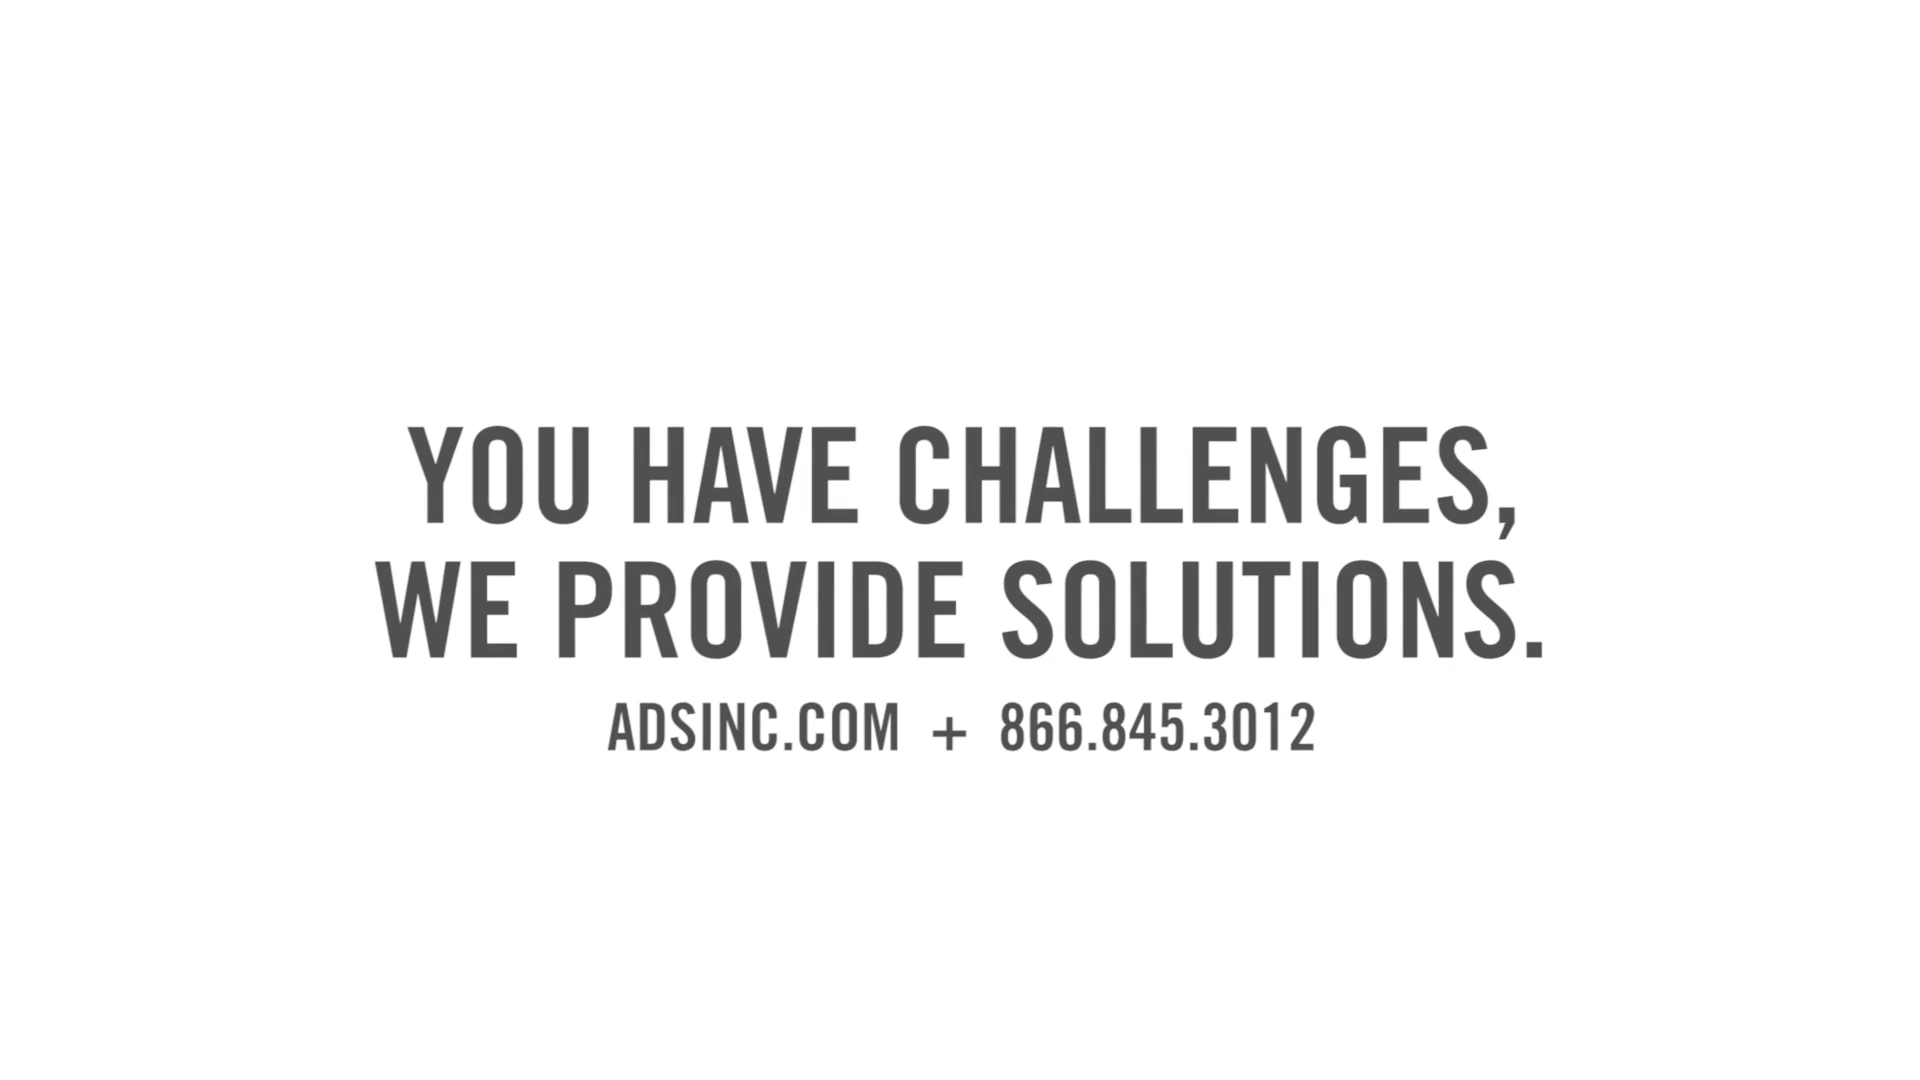 YOU HAVE CHALLENGES,
WE PROVIDE SOLUTIONS.
ADSINC.COM + 866.845.3012